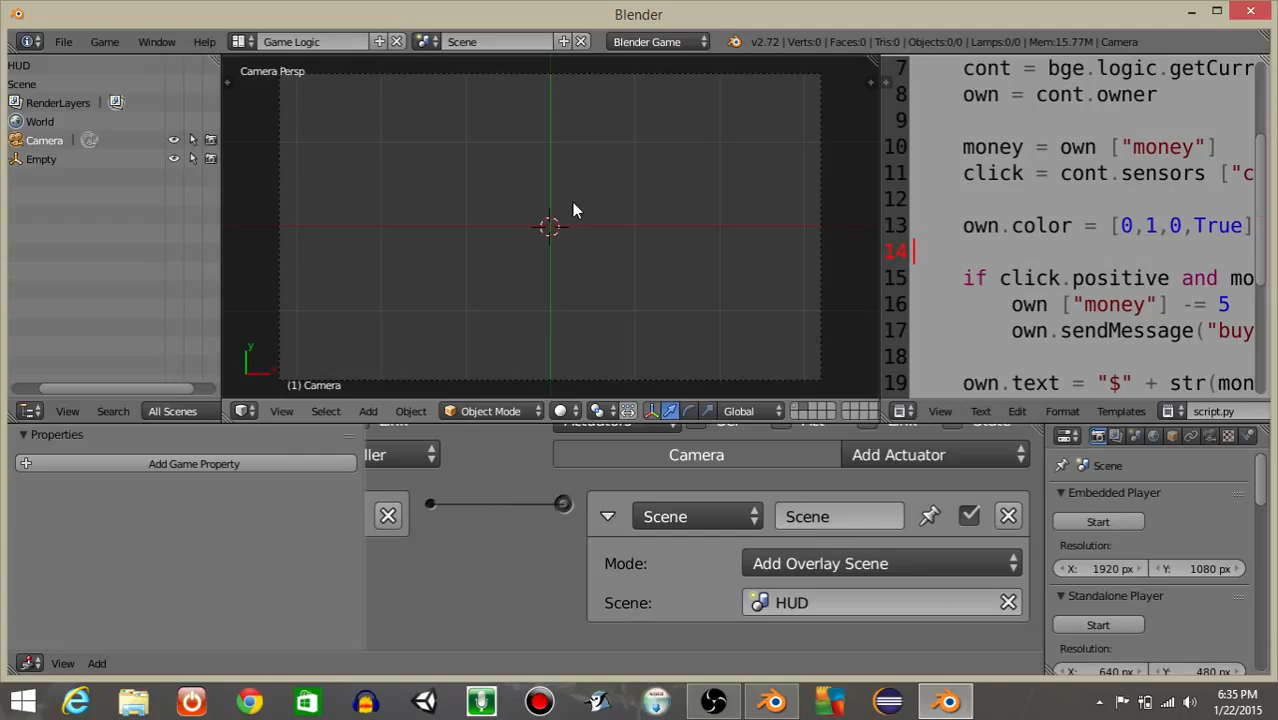 Blender
File Game Window Help Game Logic Scene Blender Game v2.72 | Verts:0 | Faces:0 | Tris:0 | Objects:0/0 | Lamps:0/0 | Mem:15.77M | Camera
HUD
Scene
RenderLayers |
World
Camera |
Empty
Camera Persp
y
x
(1) Camera
7 cont = bge.logic.getCurr
8 own = cont.owner
9
10 money = own ["money"]
11 click = cont.sensors ["c
12
13 own.color = [0,1,0,True]
14
15 if click.positive and mo
16 own ["money"] -= 5
17 own.sendMessage("buy
18
19 own.text = "$" + str(mon
View Search All Scenes View Select Add Object Object Mode Global View Text Edit Format Templates script.py
Properties
Add Game Property
ller Camera Add Actuator
Scene Scene
Mode: Add Overlay Scene
Scene: HUD
View Add
Scene
Embedded Player
Start
Resolution:
X: 1920 px Y: 1080 px
Standalone Player
Start
Resolution:
X: 640 px Y: 480 px
6:35 PM
1/22/2015